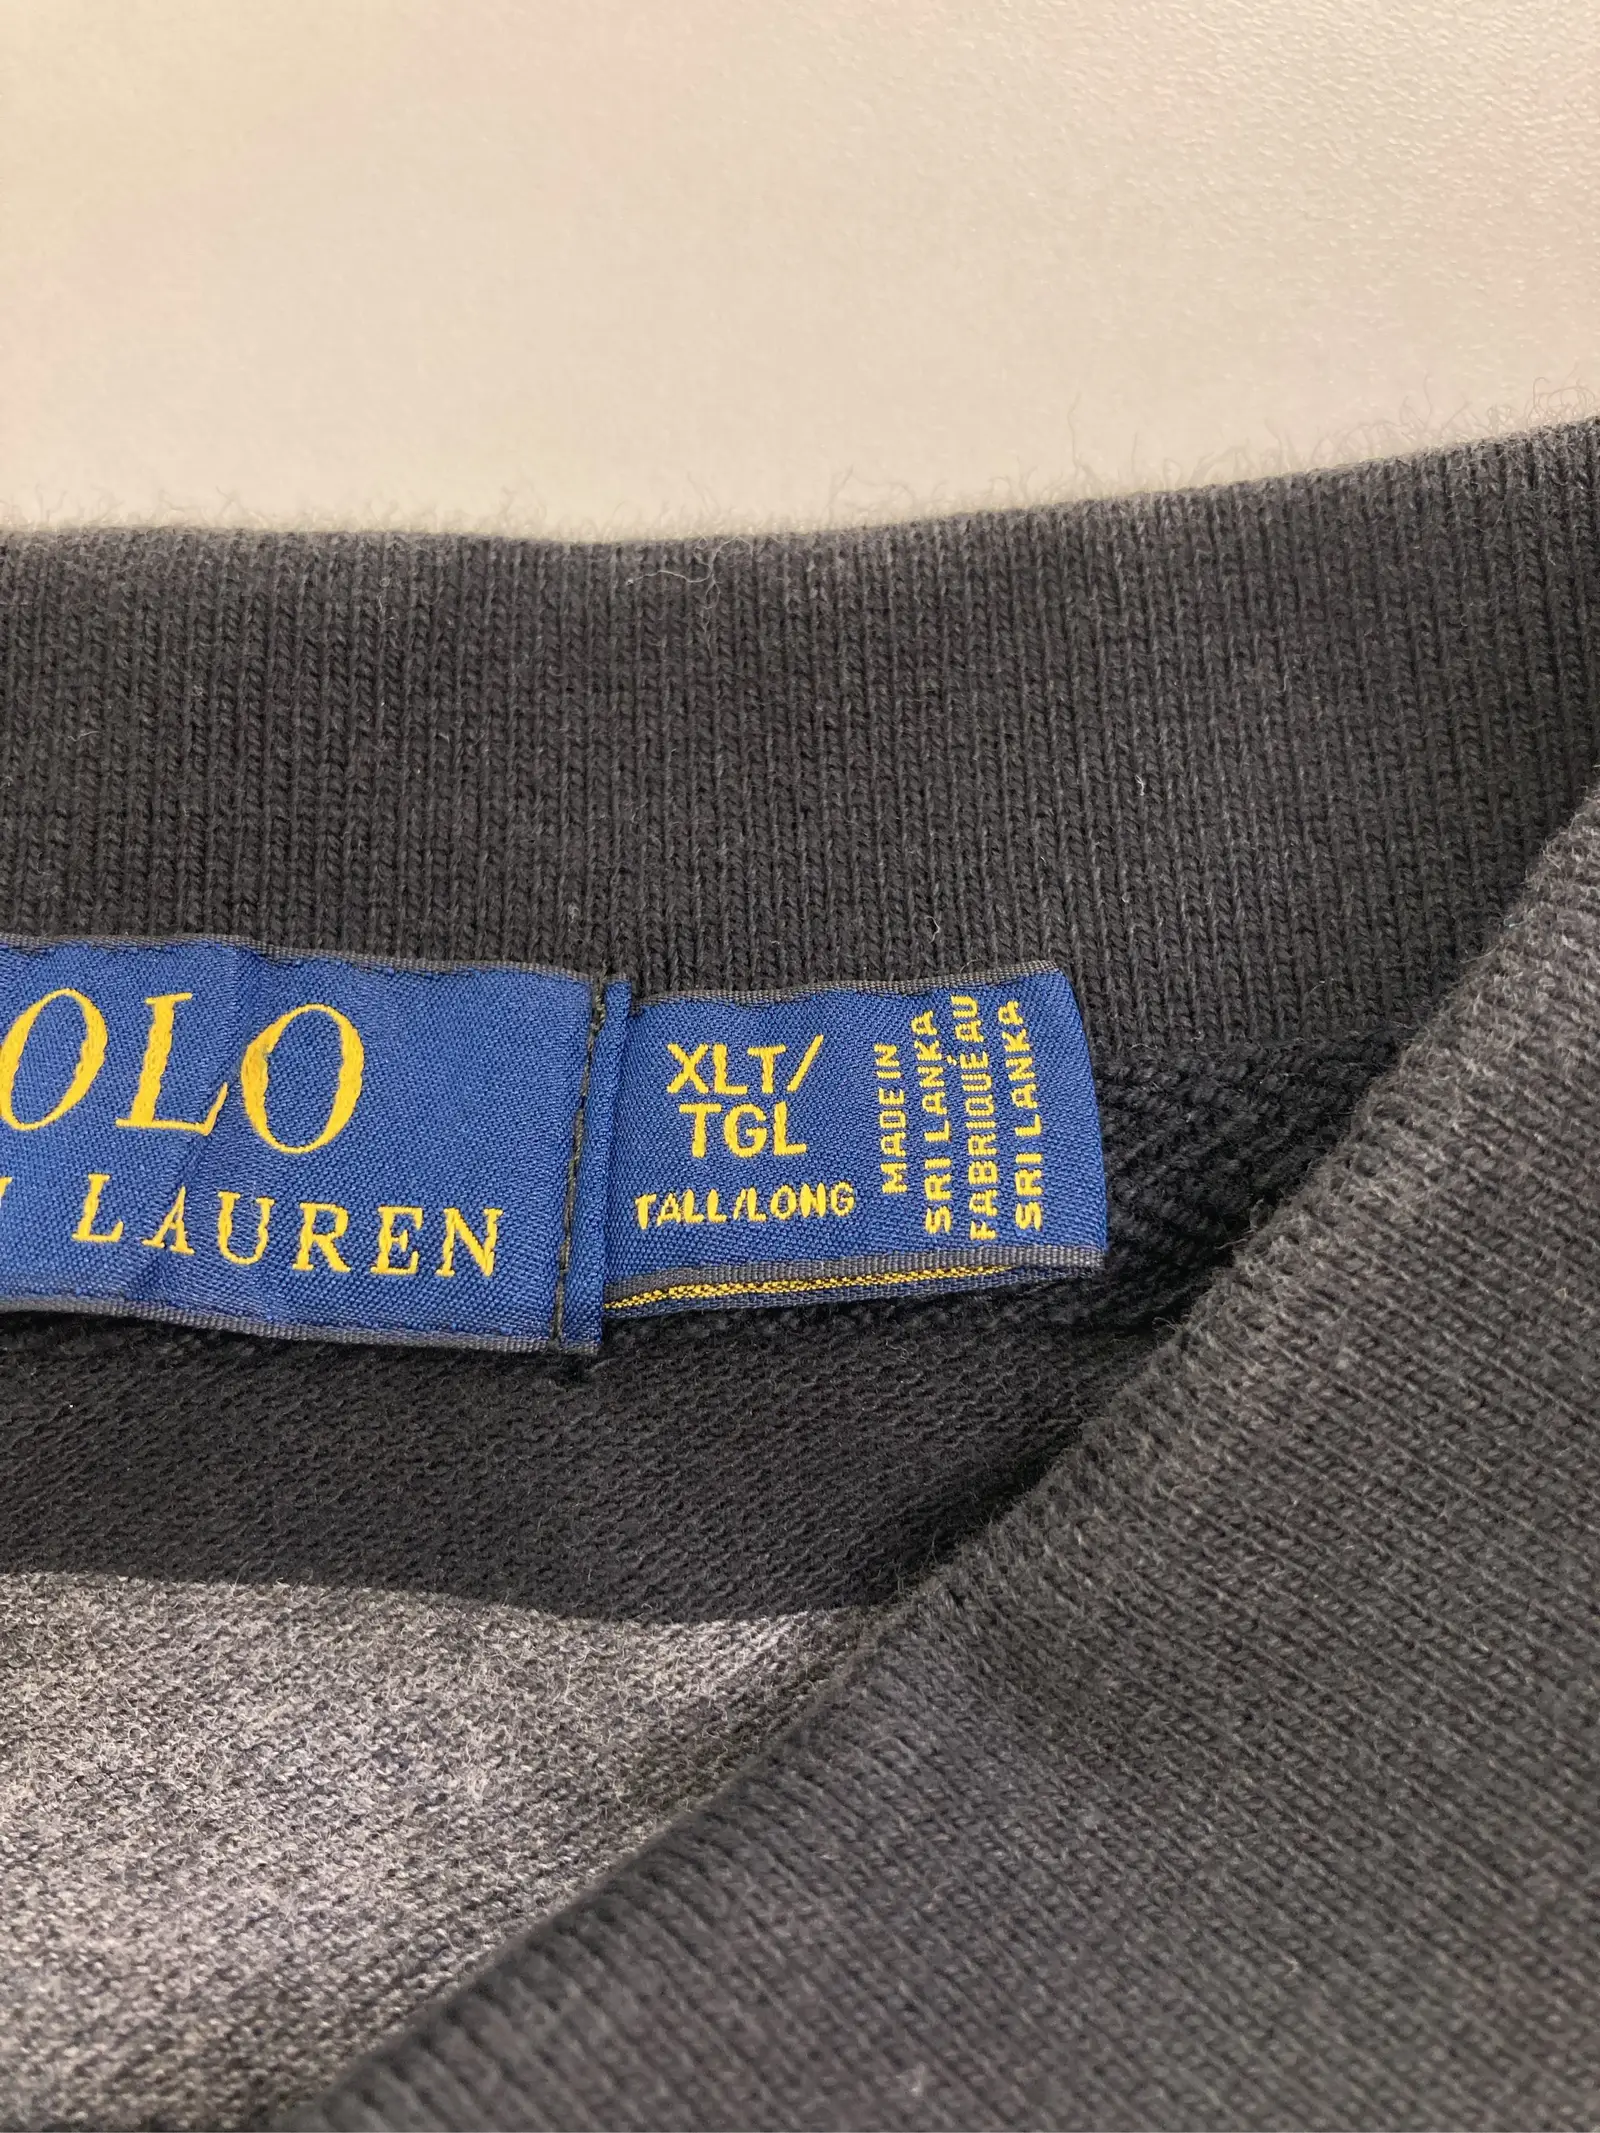 OLO
LAUREN
XLT/
TGL
TALL/LONG
MADE IN
SRI LANKA
FABRIQUÉ AU
SRI LANKA